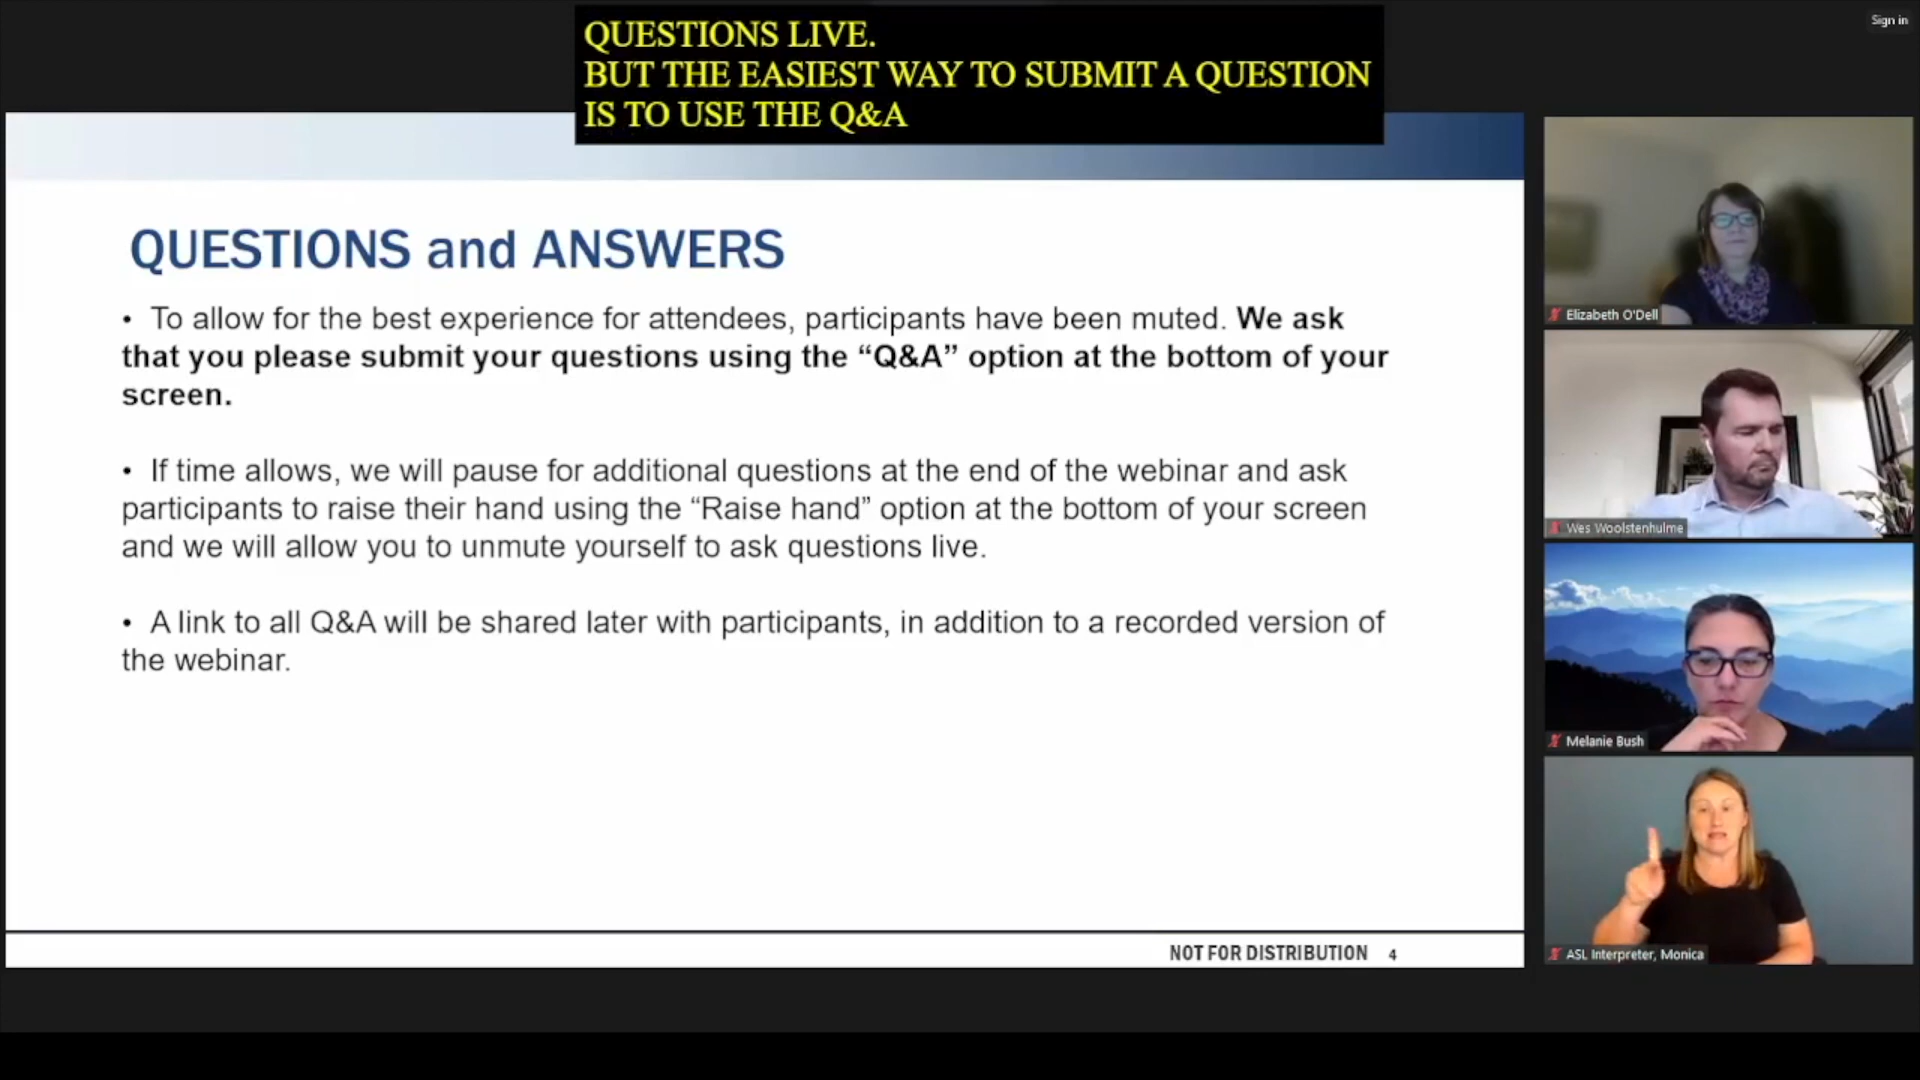 QUESTIONS LIVE.
BUT THE EASIEST WAY TO SUBMIT A QUESTION
IS TO USE THE Q&A
Sign in
QUESTIONS and ANSWERS
• To allow for the best experience for attendees, participants have been muted. We ask
that you please submit your questions using the “Q&A” option at the bottom of your
screen.
• If time allows, we will pause for additional questions at the end of the webinar and ask
participants to raise their hand using the “Raise hand” option at the bottom of your screen
and we will allow you to unmute yourself to ask questions live.
• A link to all Q&A will be shared later with participants, in addition to a recorded version of
the webinar.
NOT FOR DISTRIBUTION 4
Elizabeth O'Dell
Wes Woolstenhulme
Melanie Bush
ASL Interpreter, Monica